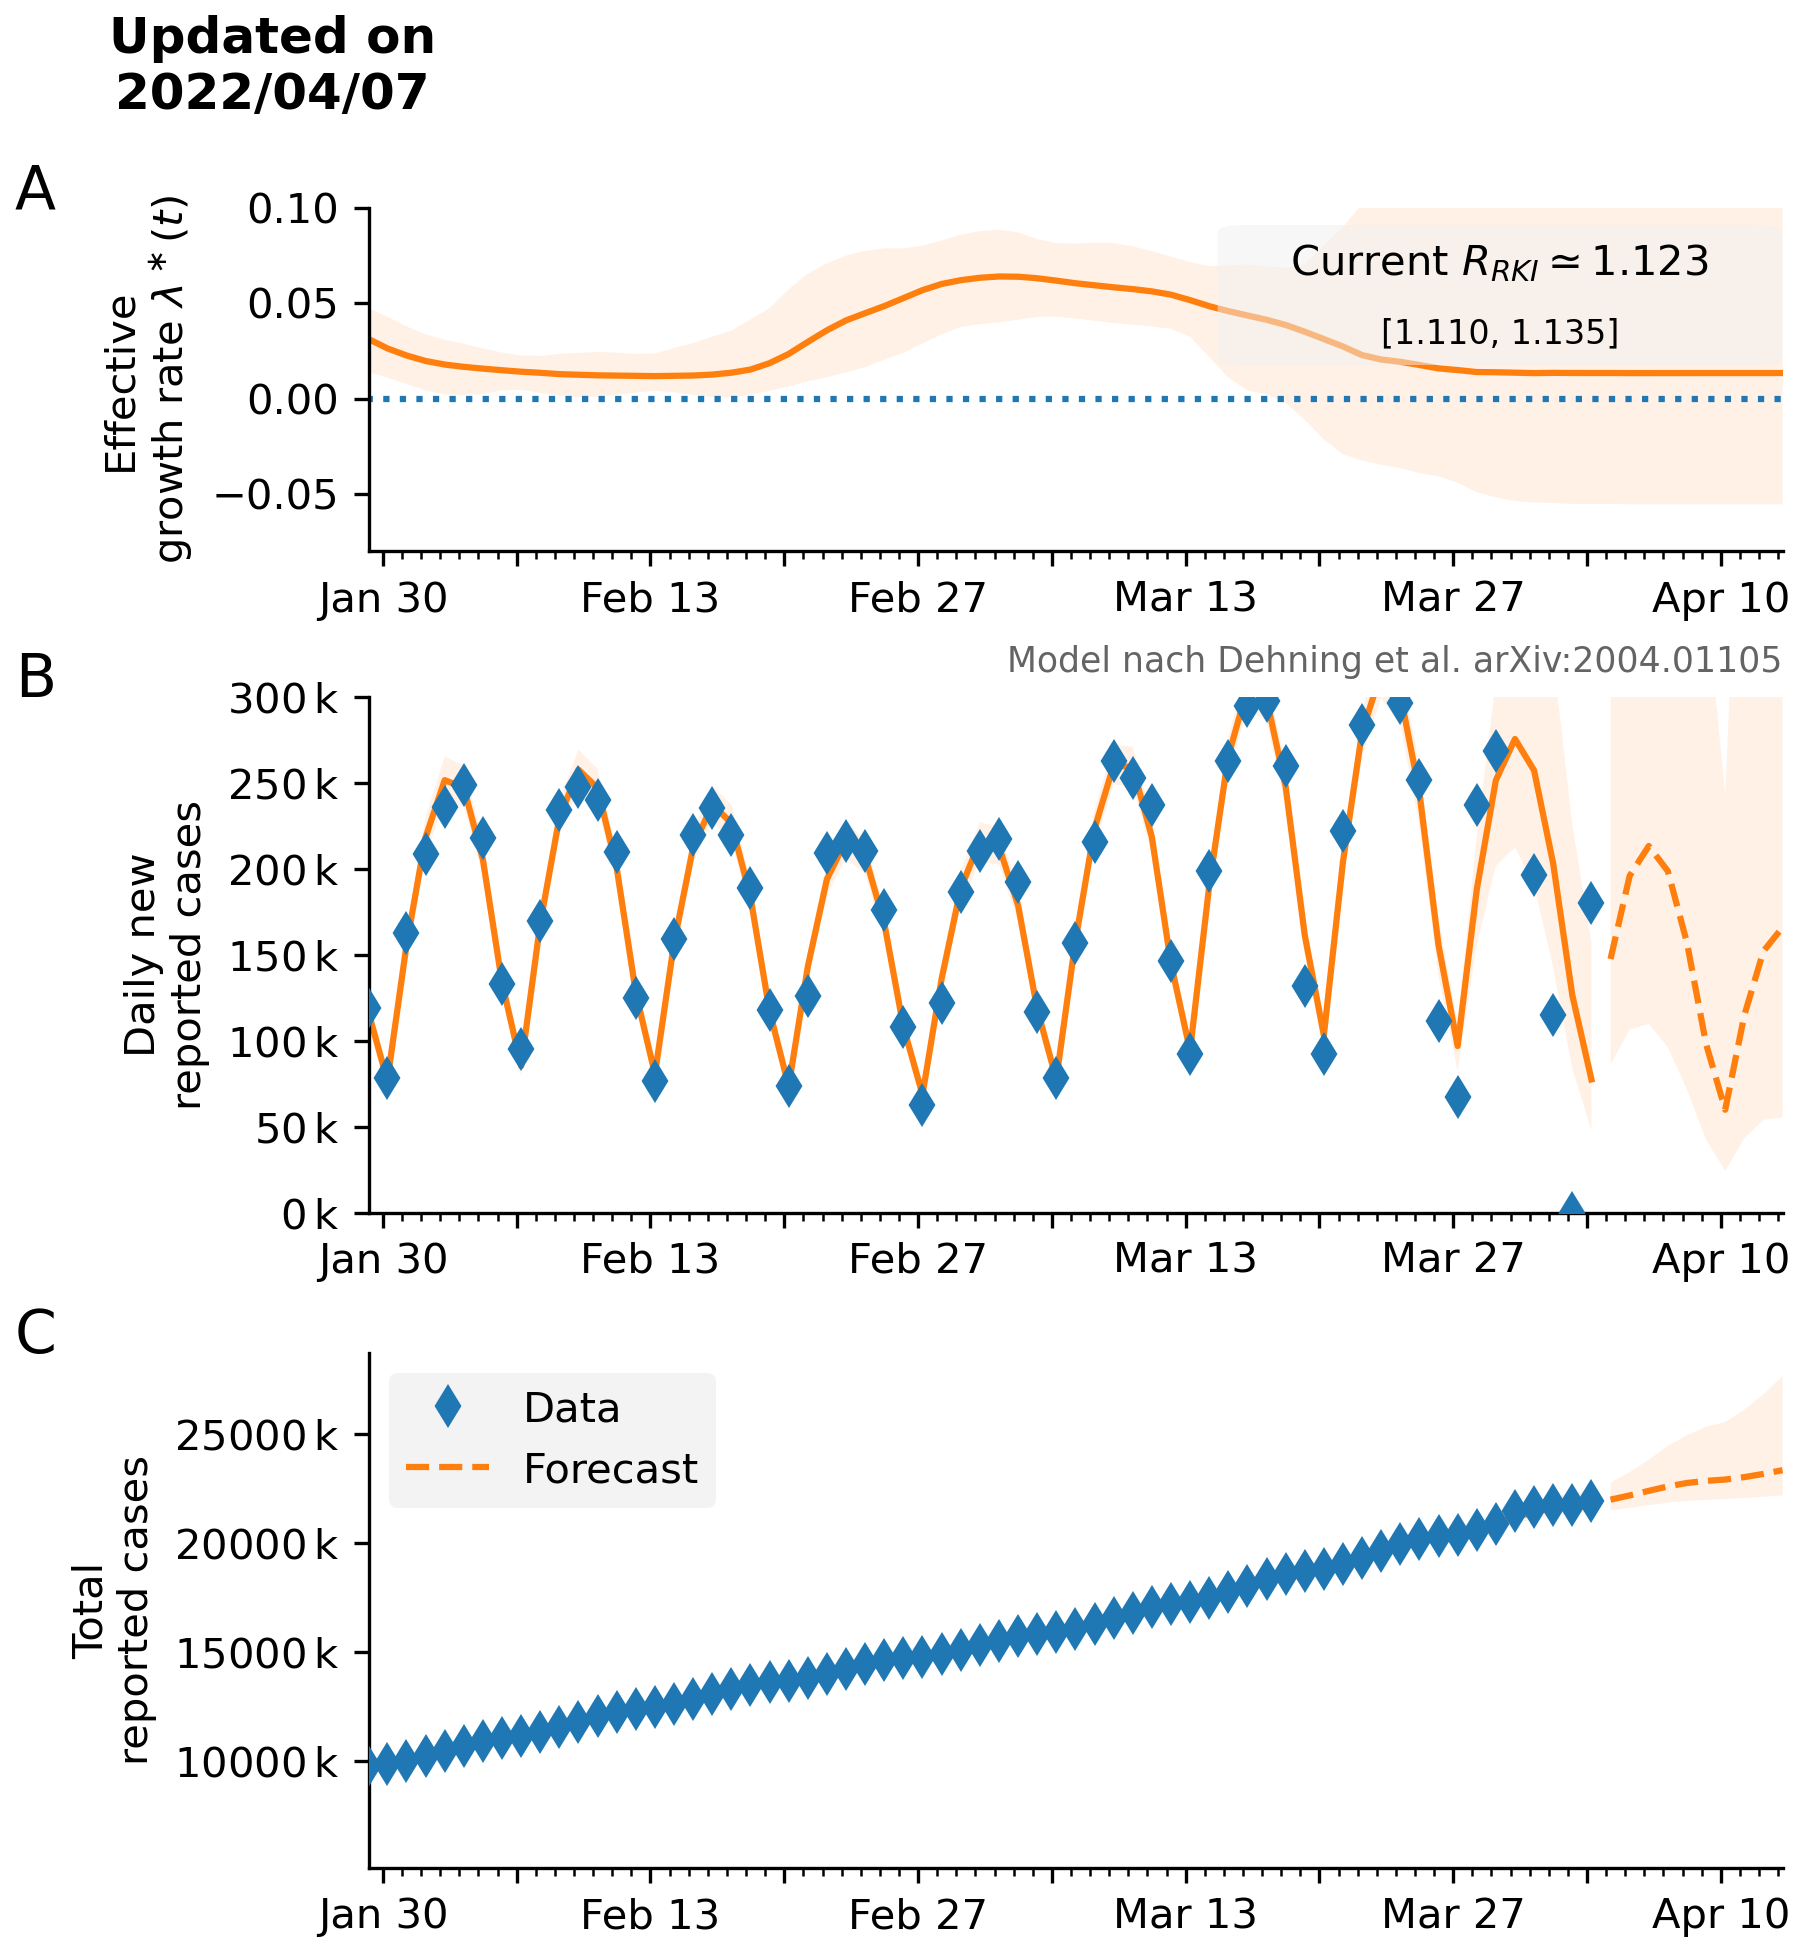 Updated on
2022/04/07
A
Effective
growth rate λ*(t)
0.10
0.05
0.00
−0.05
Current R_RKI ≃ 1.123
[1.110, 1.135]
Jan 30
Feb 13
Feb 27
Mar 13
Mar 27
Apr 10
Model nach Dehning et al. arXiv:2004.01105
B
Daily new
reported cases
300 k
250 k
200 k
150 k
100 k
50 k
0 k
Jan 30
Feb 13
Feb 27
Mar 13
Mar 27
Apr 10
C
Total
reported cases
25000 k
20000 k
15000 k
10000 k
Data
Forecast
Jan 30
Feb 13
Feb 27
Mar 13
Mar 27
Apr 10